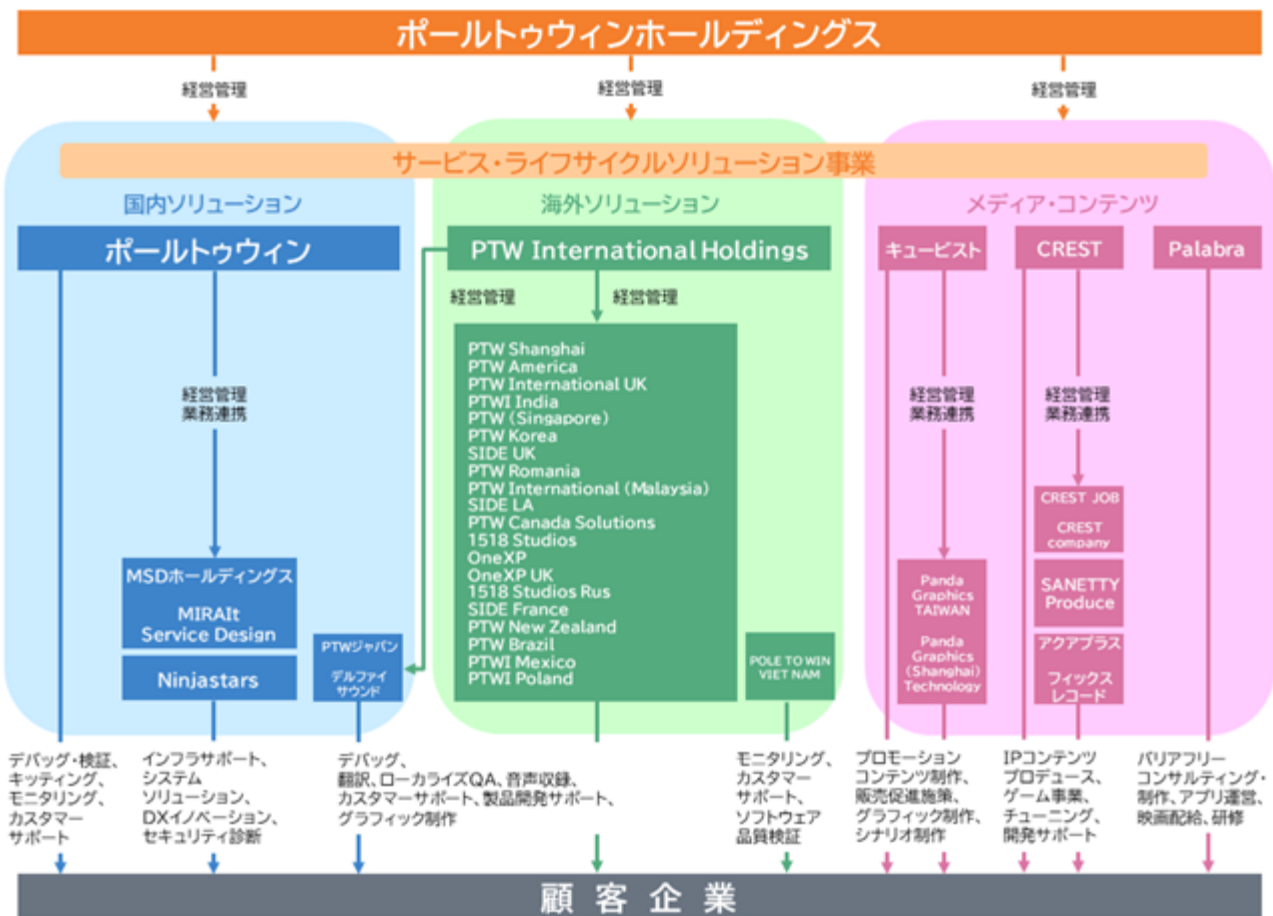 ポールトゥウィンホールディングス
経営管理
経営管理
経営管理
サービス・ライフサイクルソリューション事業
国内ソリューション
海外ソリューション
メディア・コンテンツ
ポールトゥウィン
PTW International Holdings
キュービスト
CREST
Palabra
経営管理
経営管理
経営管理
業務連携
経営管理
業務連携
経営管理
業務連携
MSDホールディングス
MIRAIt
Service Design
Ninjastars
PTWジャパン
デルファイ
サウンド
PTW Shanghai
PTW America
PTW International UK
PTWI India
PTW (Singapore)
PTW Korea
SIDE UK
PTW Romania
PTW International (Malaysia)
SIDE LA
PTW Canada Solutions
1518 Studios
OneXP
OneXP UK
1518 Studios Rus
SIDE France
PTW New Zealand
PTW Brazil
PTWI Mexico
PTWI Poland
POLE TO WIN
VIET NAM
Panda
Graphics
TAIWAN
Panda
Graphics
(Shanghai)
Technology
CREST JOB
CREST
company
SANETTY
Produce
アクアプラス
フィックス
レコード
デバッグ・検証、
キッティング、
モニタリング、
カスタマー
サポート
インフラサポート、
システム
ソリューション、
DXイノベーション、
セキュリティ診断
デバッグ、
翻訳、ローカライズQA、音声収録、
カスタマーサポート、製品開発サポート、
グラフィック制作
モニタリング、
カスタマー
サポート、
ソフトウェア
品質検証
プロモーション
コンテンツ制作、
販売促進施策、
グラフィック制作、
シナリオ制作
IPコンテンツ
プロデュース、
ゲーム事業、
チューニング、
開発サポート
バリアフリー
コンサルティング・
制作、アプリ運営、
映画配給、研修
顧客企業